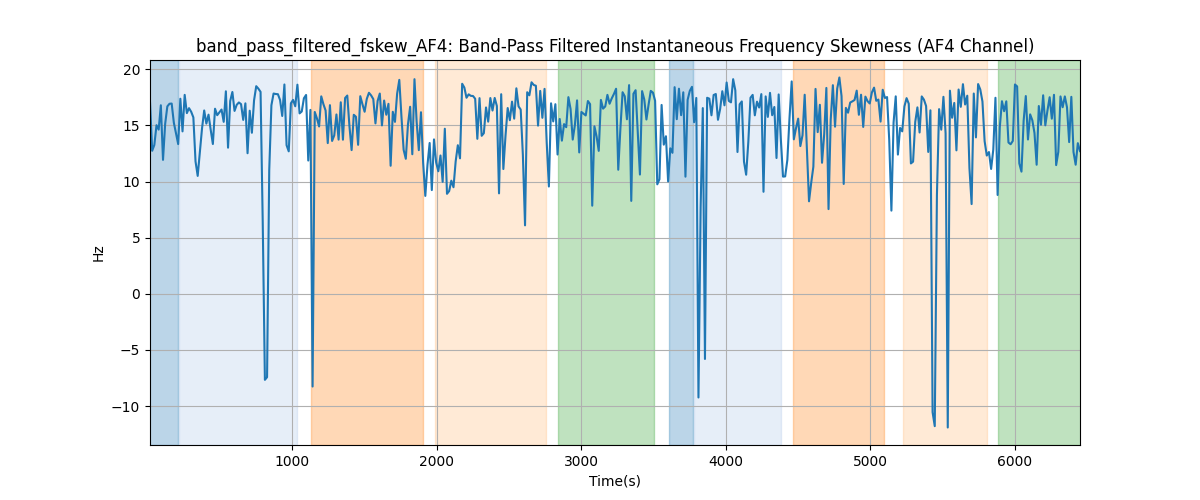 band_pass_filtered_fskew_AF4: Band-Pass Filtered Instantaneous Frequency Skewness (AF4 Channel)
20
15
10
5
0
−5
−10
Hz
1000 2000 3000 4000 5000 6000
Time(s)